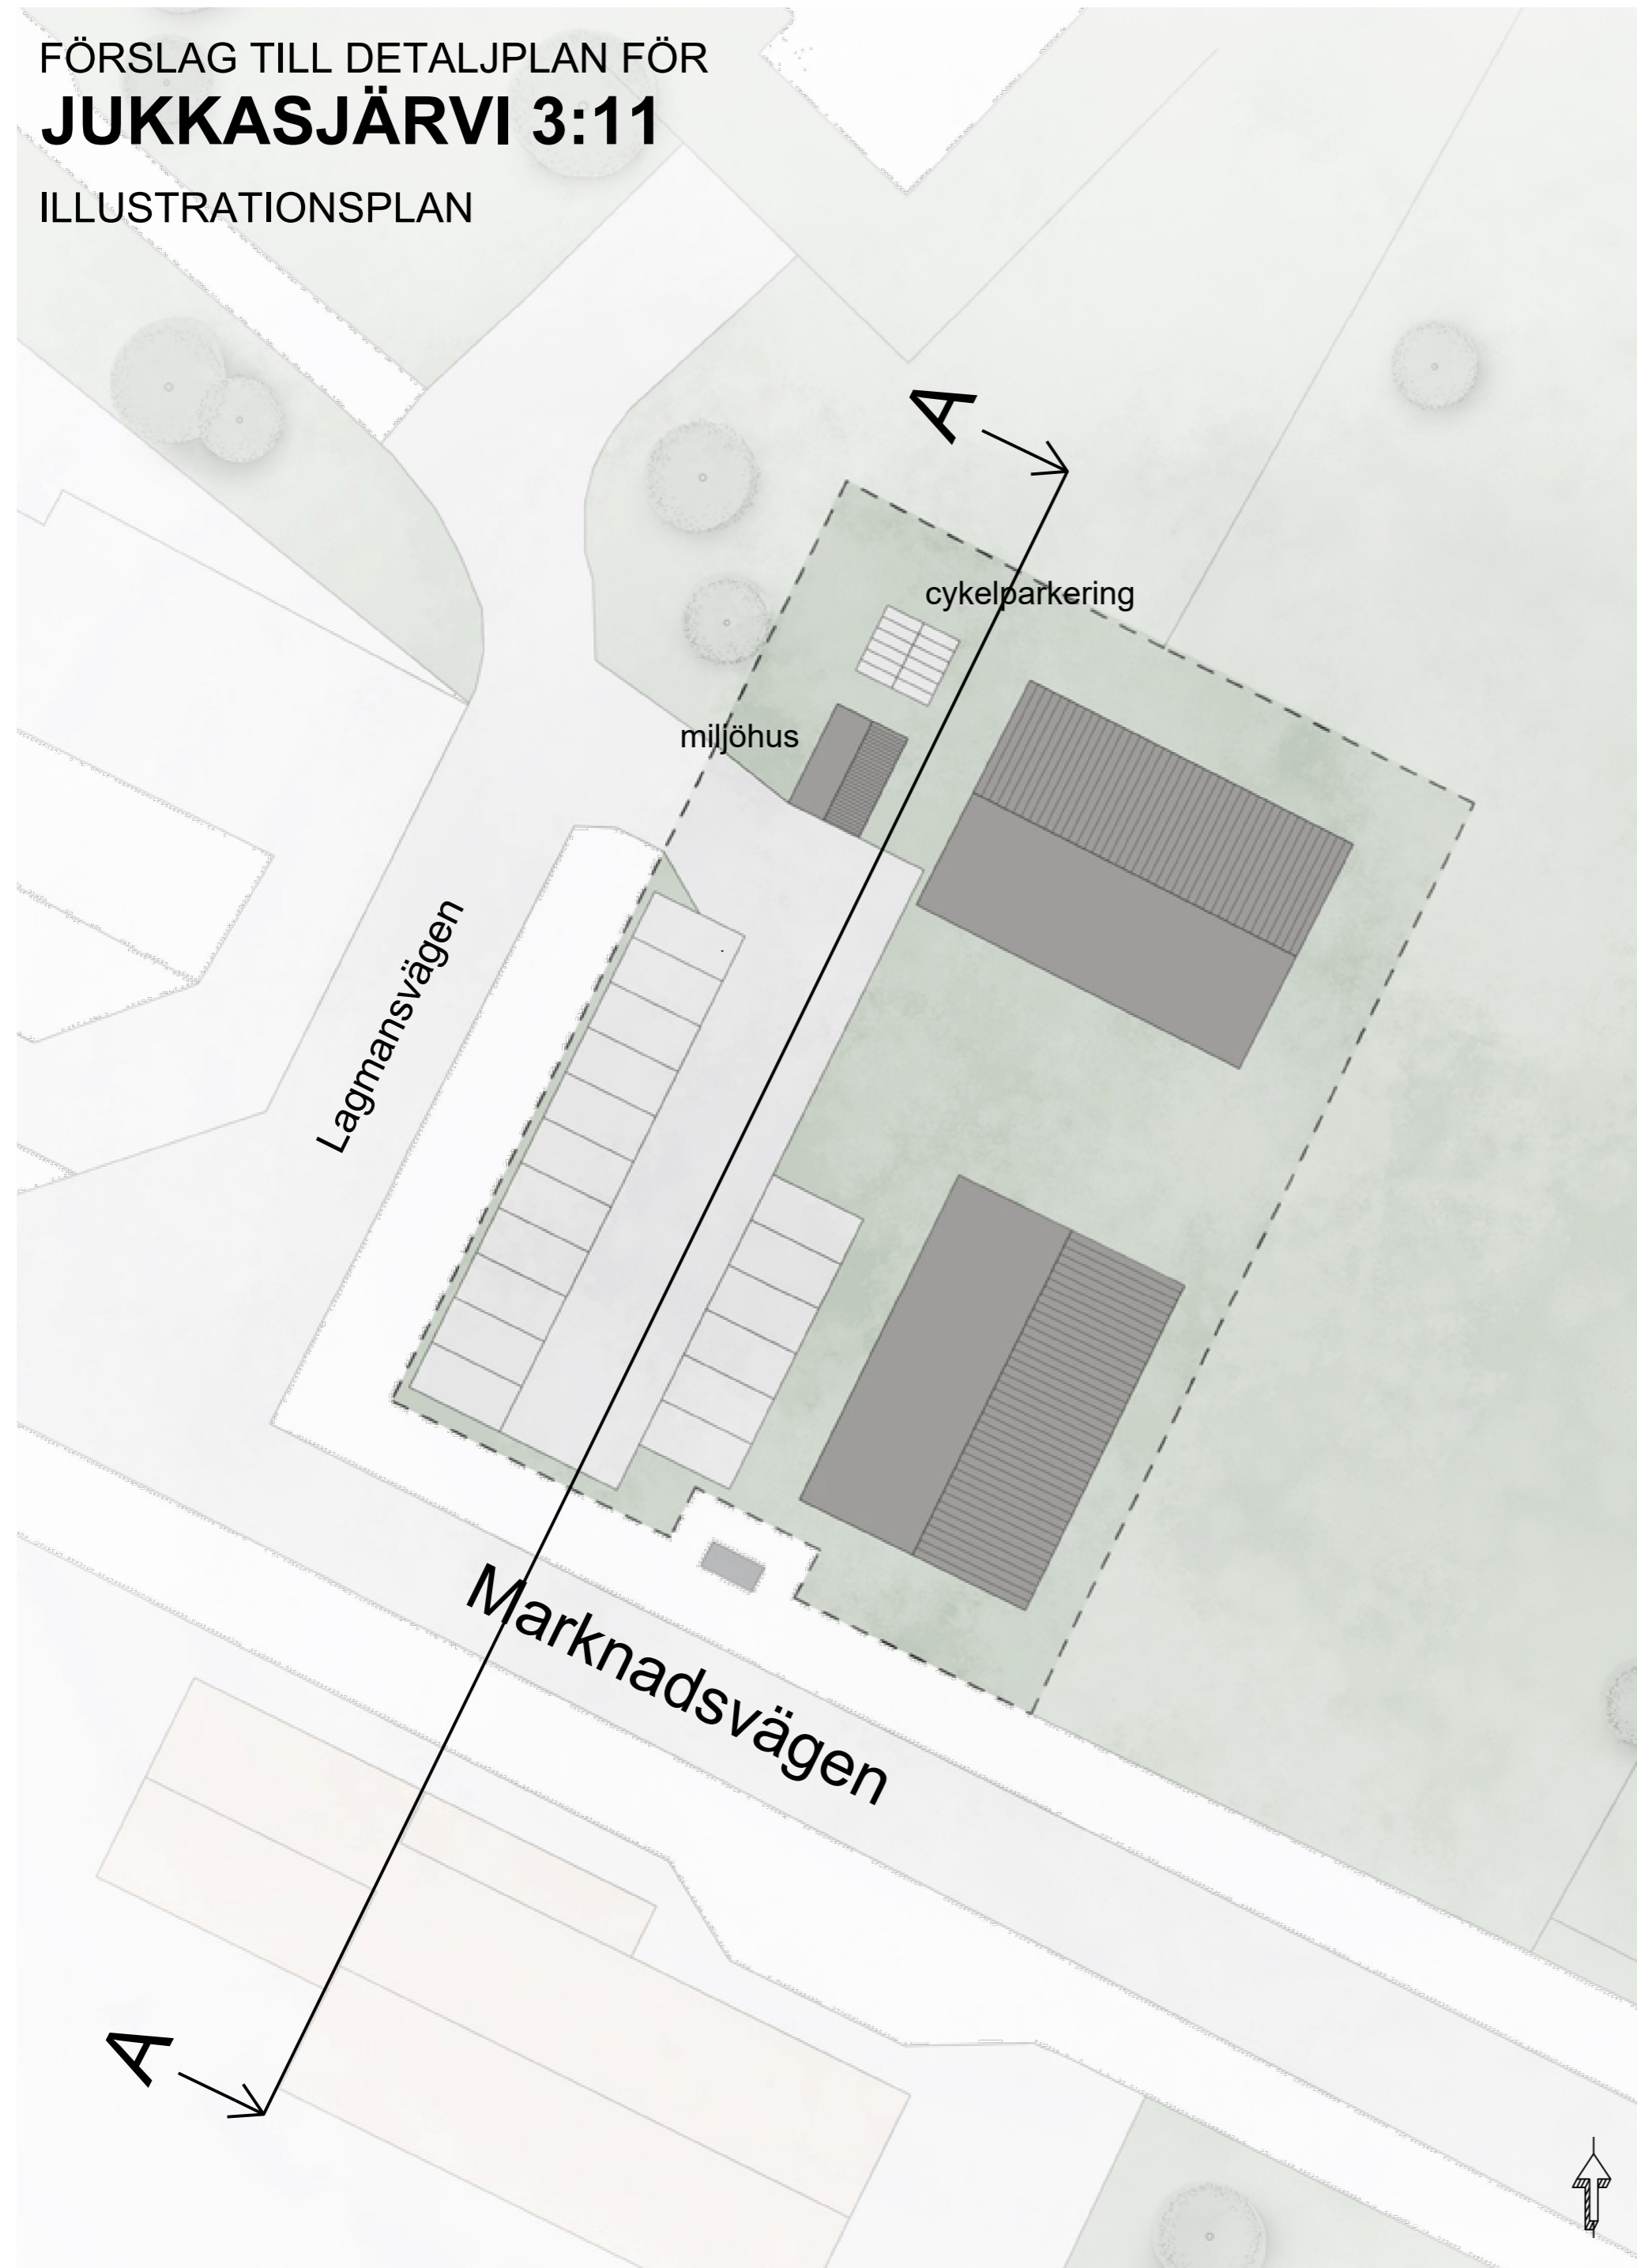 FÖRSLAG TILL DETALJPLAN FÖR
JUKKASJÄRVI 3:11
ILLUSTRATIONSPLAN
A
cykelparkering
miljöhus
Lagmansvägen
Marknadsvägen
A